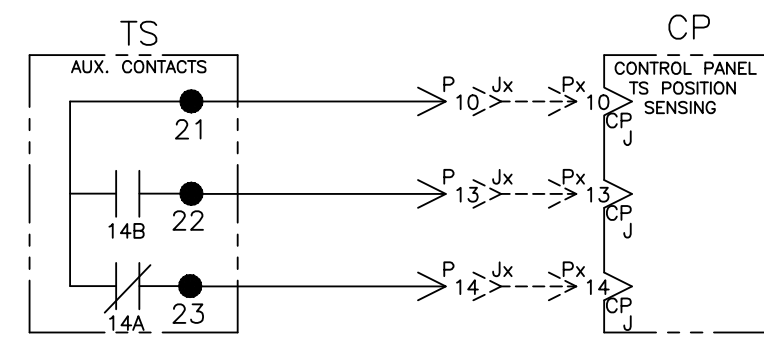 TS
AUX. CONTACTS
CP
CONTROL PANEL
TS POSITION
SENSING
21
P
10
Jx
Px
10
CP
J
14B
22
P
13
Jx
Px
13
CP
J
14A
23
P
14
Jx
Px
14
CP
J